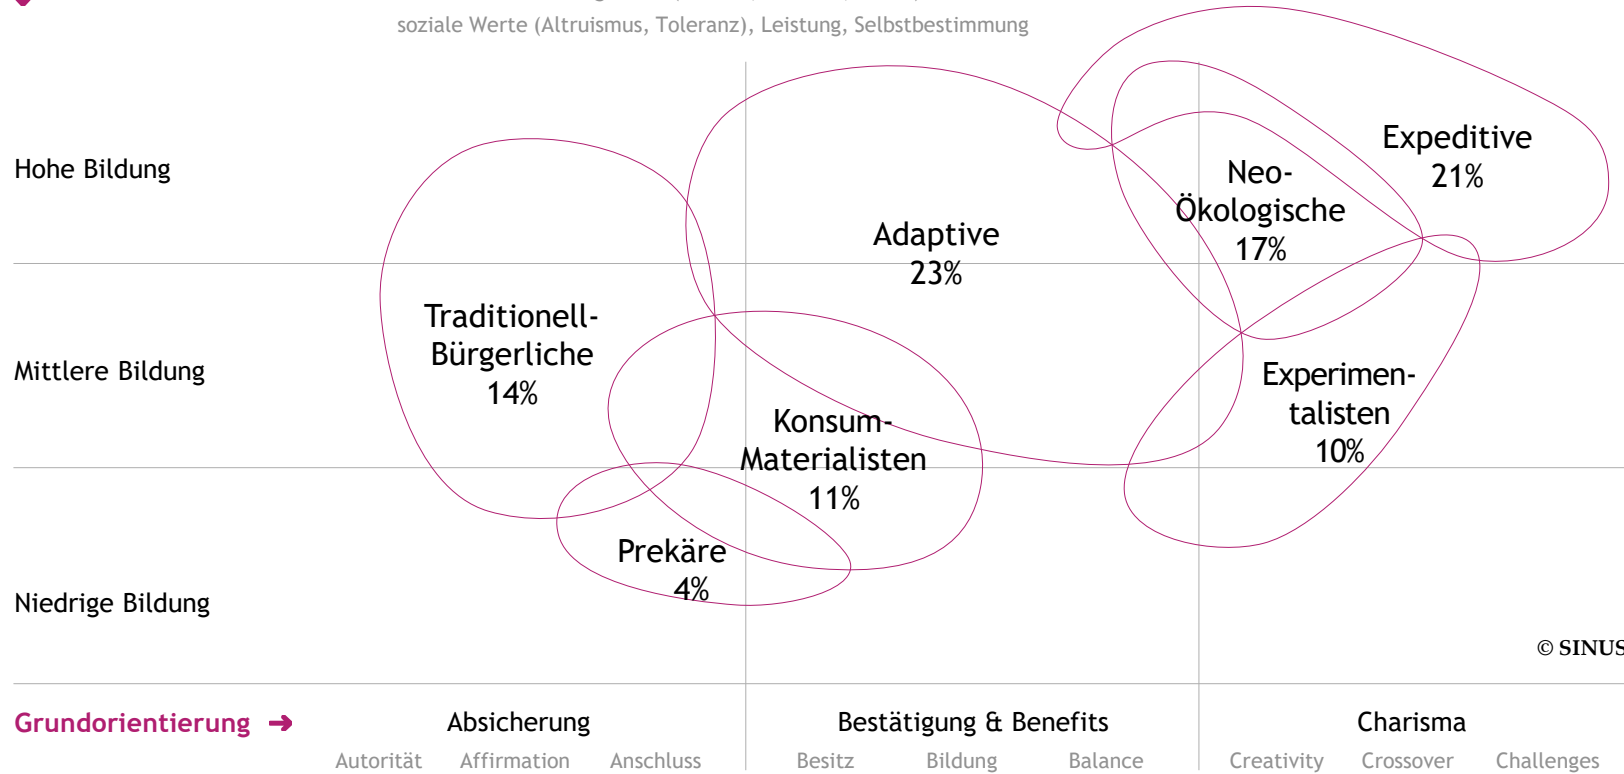 soziale Werte (Altruismus, Toleranz), Leistung, Selbstbestimmung
Hohe Bildung
Mittlere Bildung
Niedrige Bildung
Traditionell-
Bürgerliche
14%
Adaptive
23%
Neo-
Ökologische
17%
Expeditive
21%
Konsum-
Materialisten
11%
Experimen-
talisten
10%
Prekäre
4%
© SINUS
Grundorientierung ➔
Absicherung
Bestätigung & Benefits
Charisma
Autorität Affirmation Anschluss Besitz Bildung Balance Creativity Crossover Challenges